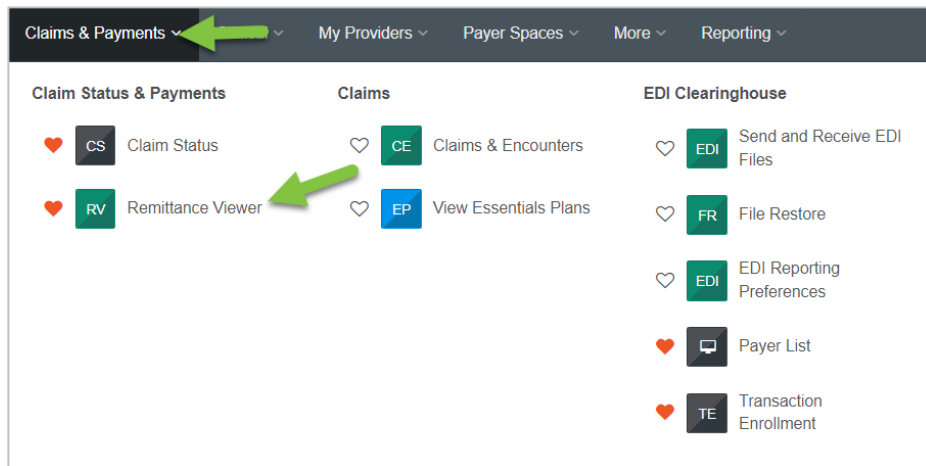 Claims & Payments My Providers Payer Spaces More Reporting
Claim Status & Payments
CS Claim Status
RV Remittance Viewer
Claims
CE Claims & Encounters
EP View Essentials Plans
EDI Clearinghouse
EDI Send and Receive EDI
Files
FR File Restore
EDI EDI Reporting
Preferences
Payer List
TE Transaction
Enrollment